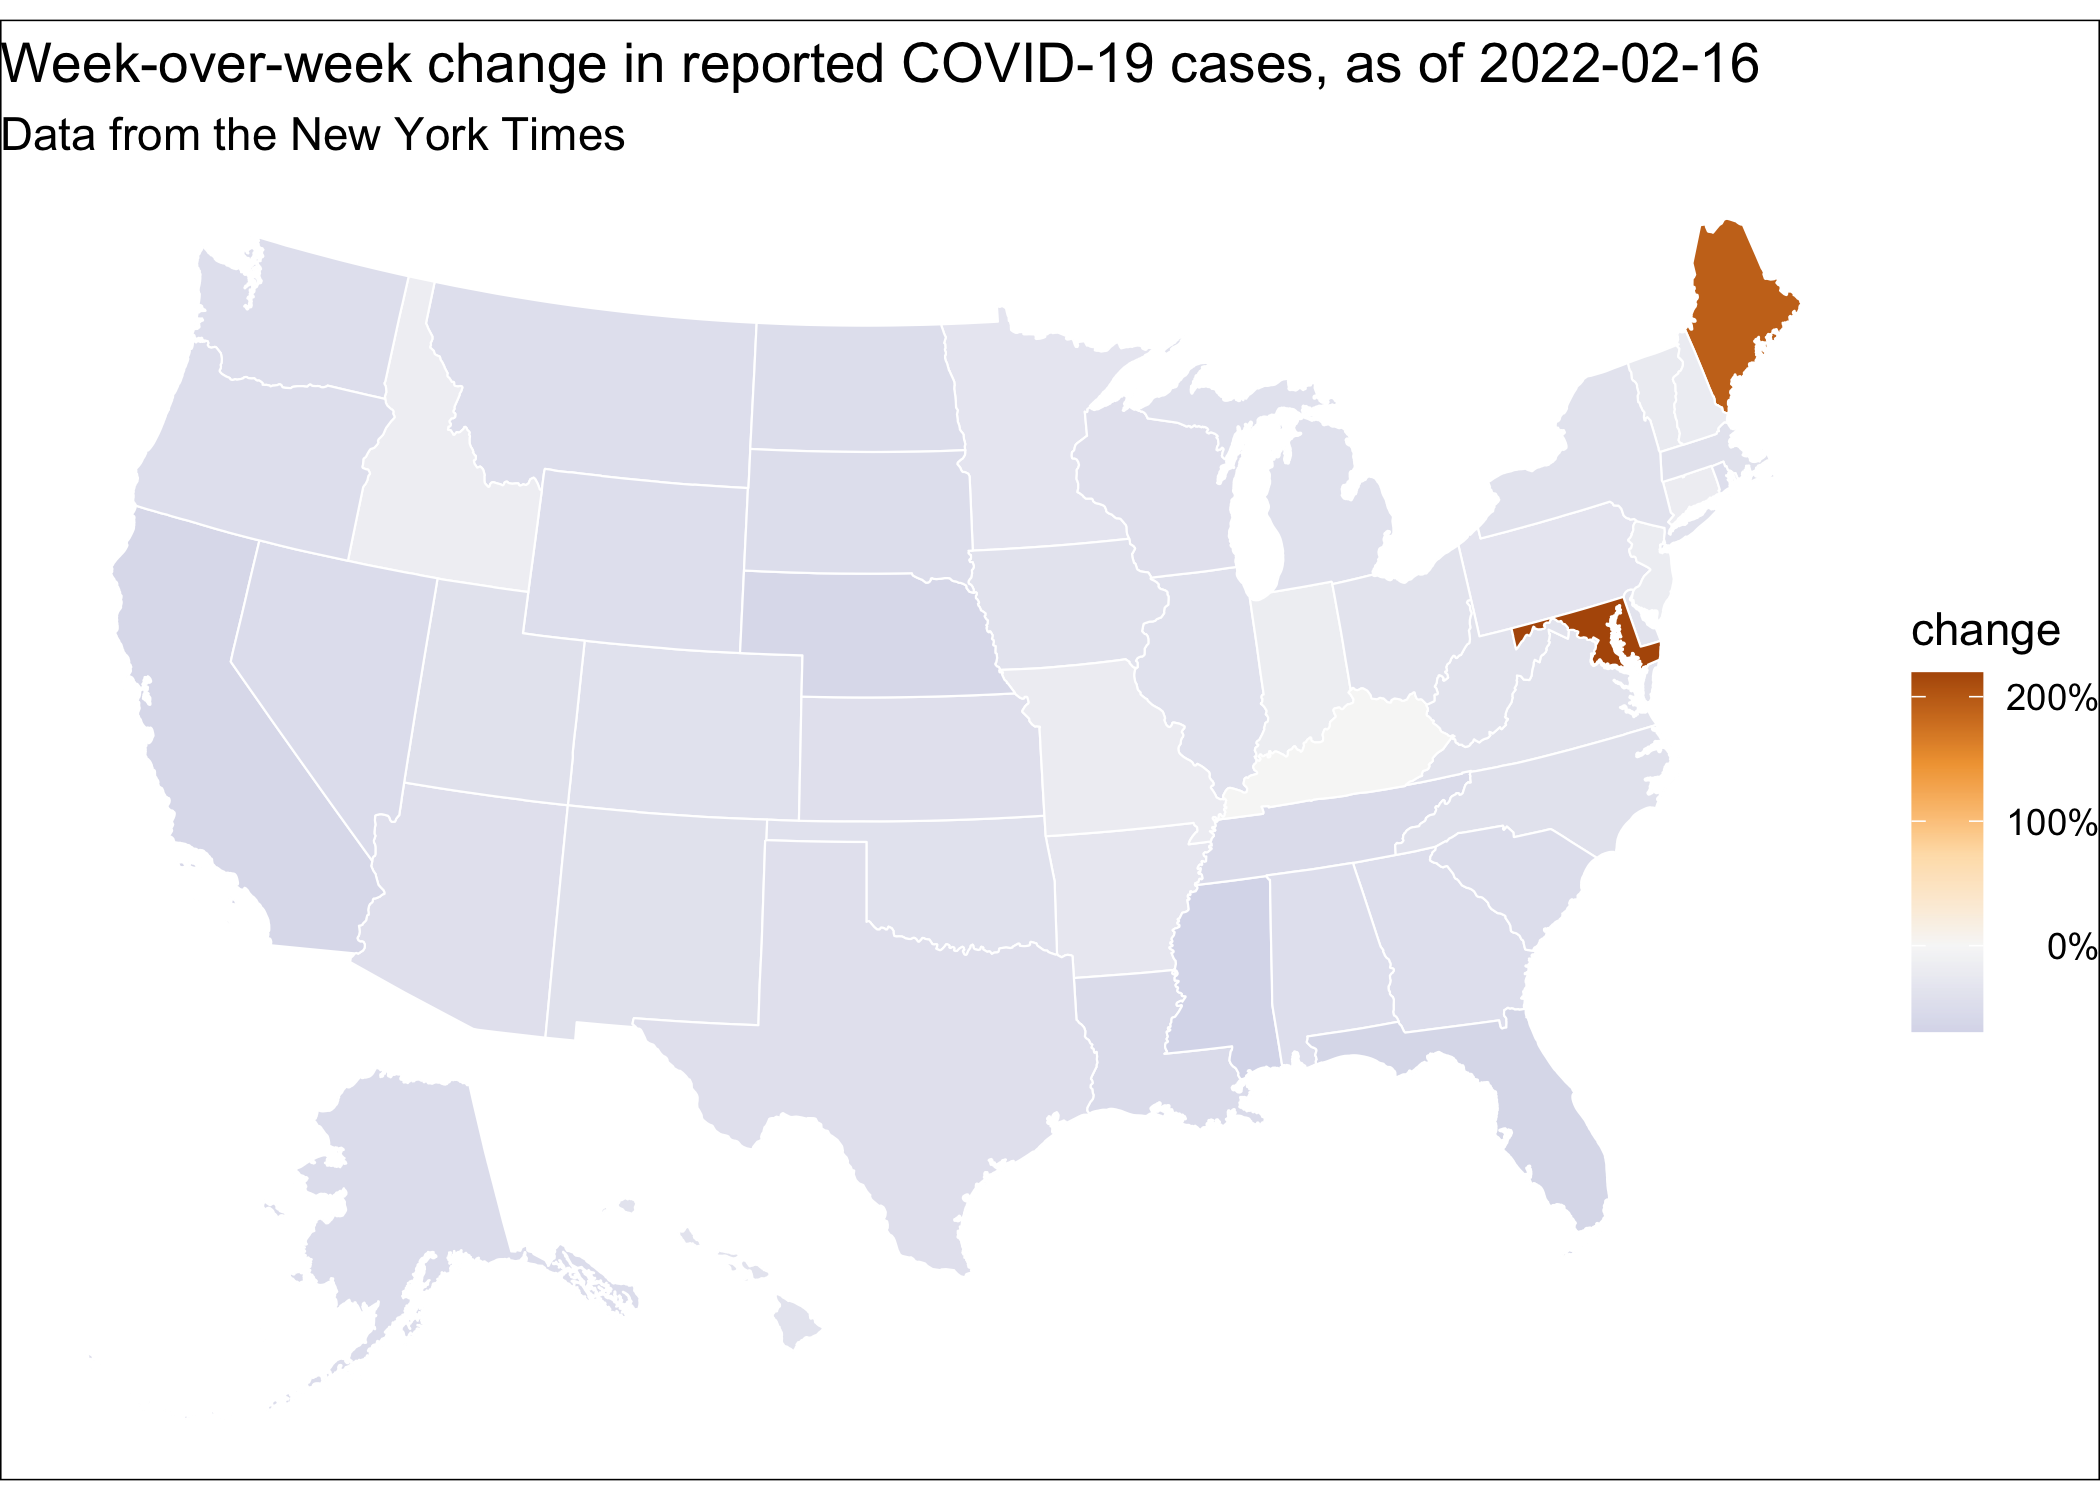 Week-over-week change in reported COVID-19 cases, as of 2022-02-16
Data from the New York Times
change
200%
100%
0%